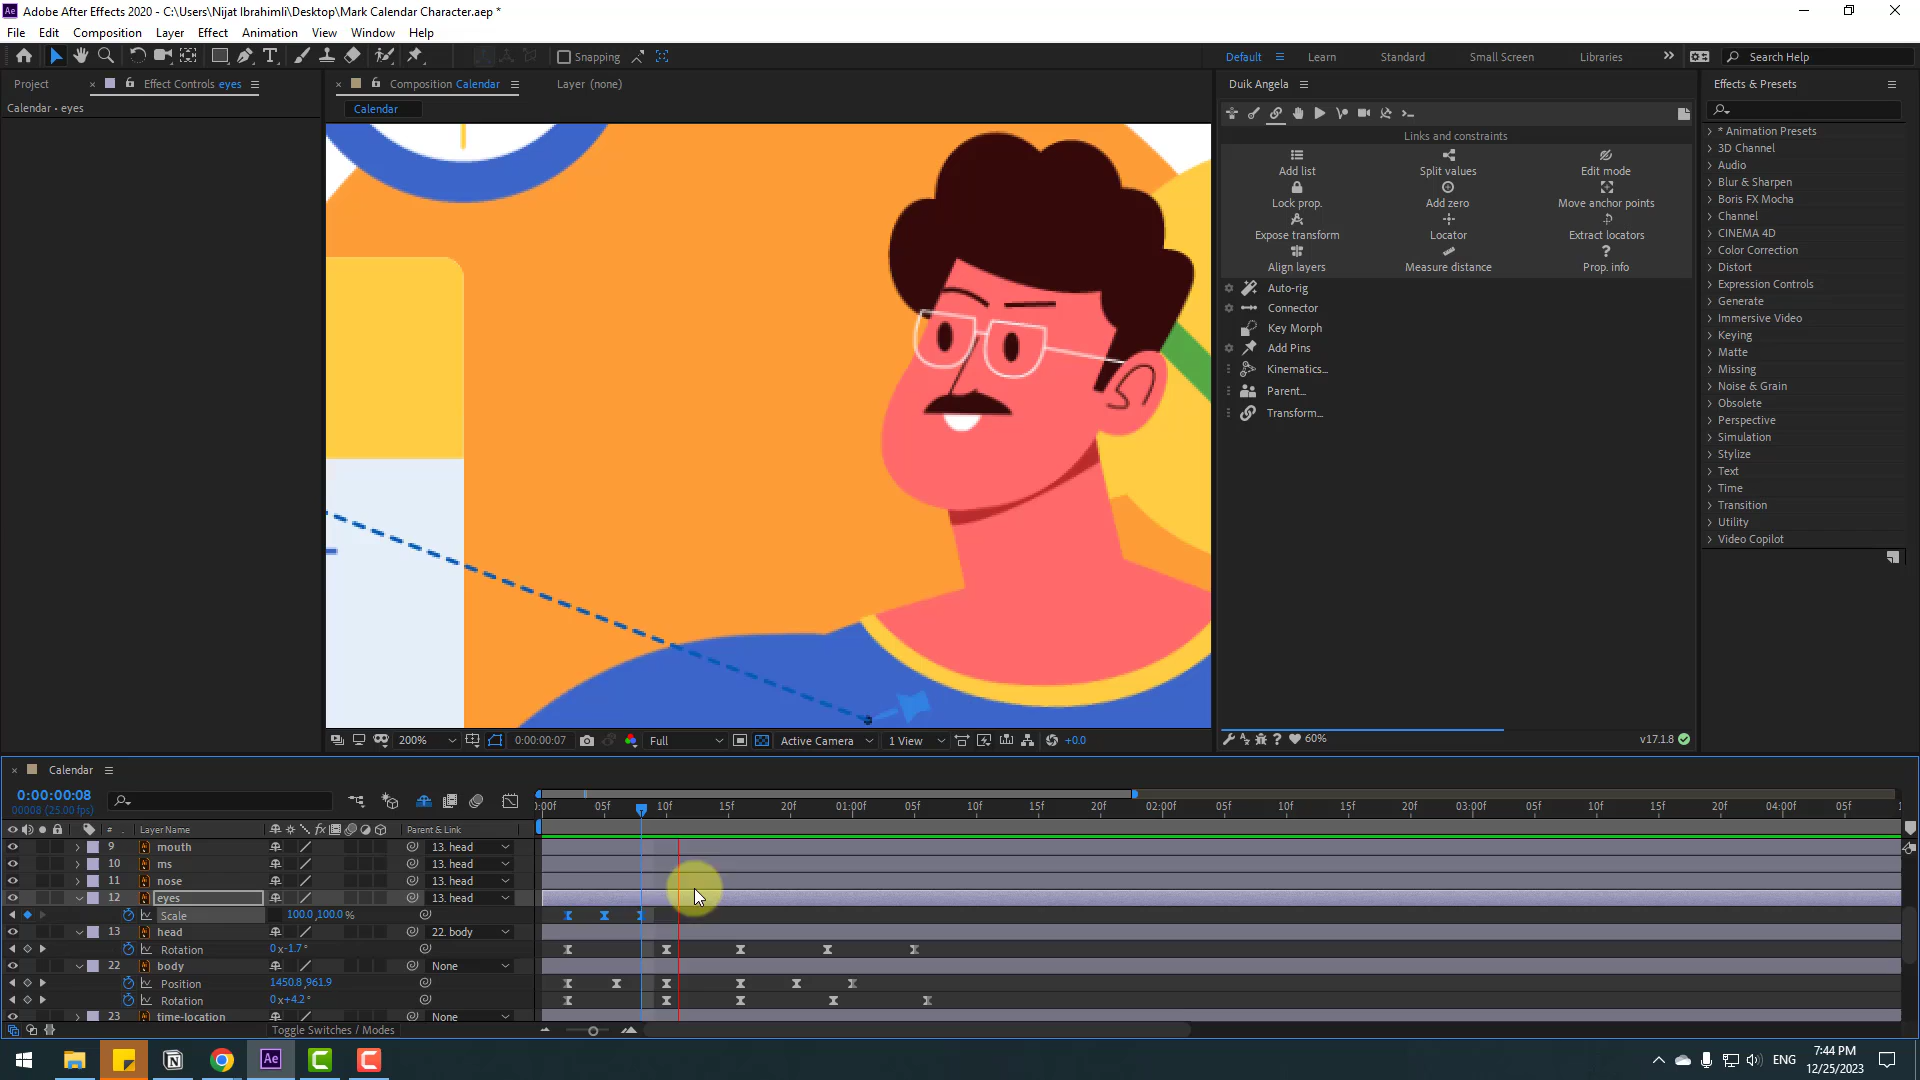 Adobe After Effects 2020 - C:\Users\Nijat Ibrahimli\Desktop\Mark Calendar Character.aep *
File Edit Composition Layer Effect Animation View Window Help
Snapping
Default Learn Standard Small Screen Libraries Search Help
Project Effect Controls eyes Composition Calendar Layer (none) Duik Angela Effects & Presets
Calendar • eyes
Calendar
Links and constraints
Add list Split values Edit mode
Lock prop. Add zero Move anchor points
Expose transform Locator Extract locators
Align layers Measure distance Prop. info
Auto-rig
Connector
Key Morph
Add Pins
Kinematics...
Parent...
Transform...
60% v17.1.8
* Animation Presets
3D Channel
Audio
Blur & Sharpen
Boris FX Mocha
Channel
CINEMA 4D
Color Correction
Distort
Expression Controls
Generate
Immersive Video
Keying
Matte
Missing
Noise & Grain
Obsolete
Perspective
Simulation
Stylize
Text
Time
Transition
Utility
Video Copilot
200% 0:00:00:07 Full Active Camera 1 View +0.0
Calendar
0:00:00:08
00008 (25.00 fps)
):00f 05f 10f 15f 20f 01:00f 05f 10f 15f 20f 02:00f 05f 10f 15f 20f 03:00f 05f 10f 15f 20f 04:00f 05f
# . Layer Name Parent & Link
9 mouth 13. head
10 ms 13. head
11 nose 13. head
12 eyes 13. head
Scale 100.0,100.0 %
13 head 22. body
Rotation 0x-1.7°
22 body None
Position 1450.8,961.9
Rotation 0x+4.2°
23 time-location None
Toggle Switches / Modes
Ae
ENG
7:44 PM
12/25/2023